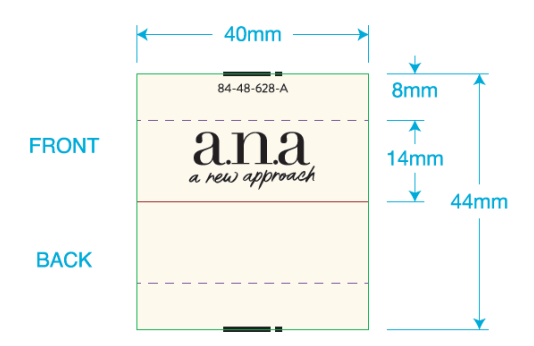 40mm
84-48-628-A
8mm
FRONT
a.n.a
14mm
a new approach
44mm
BACK